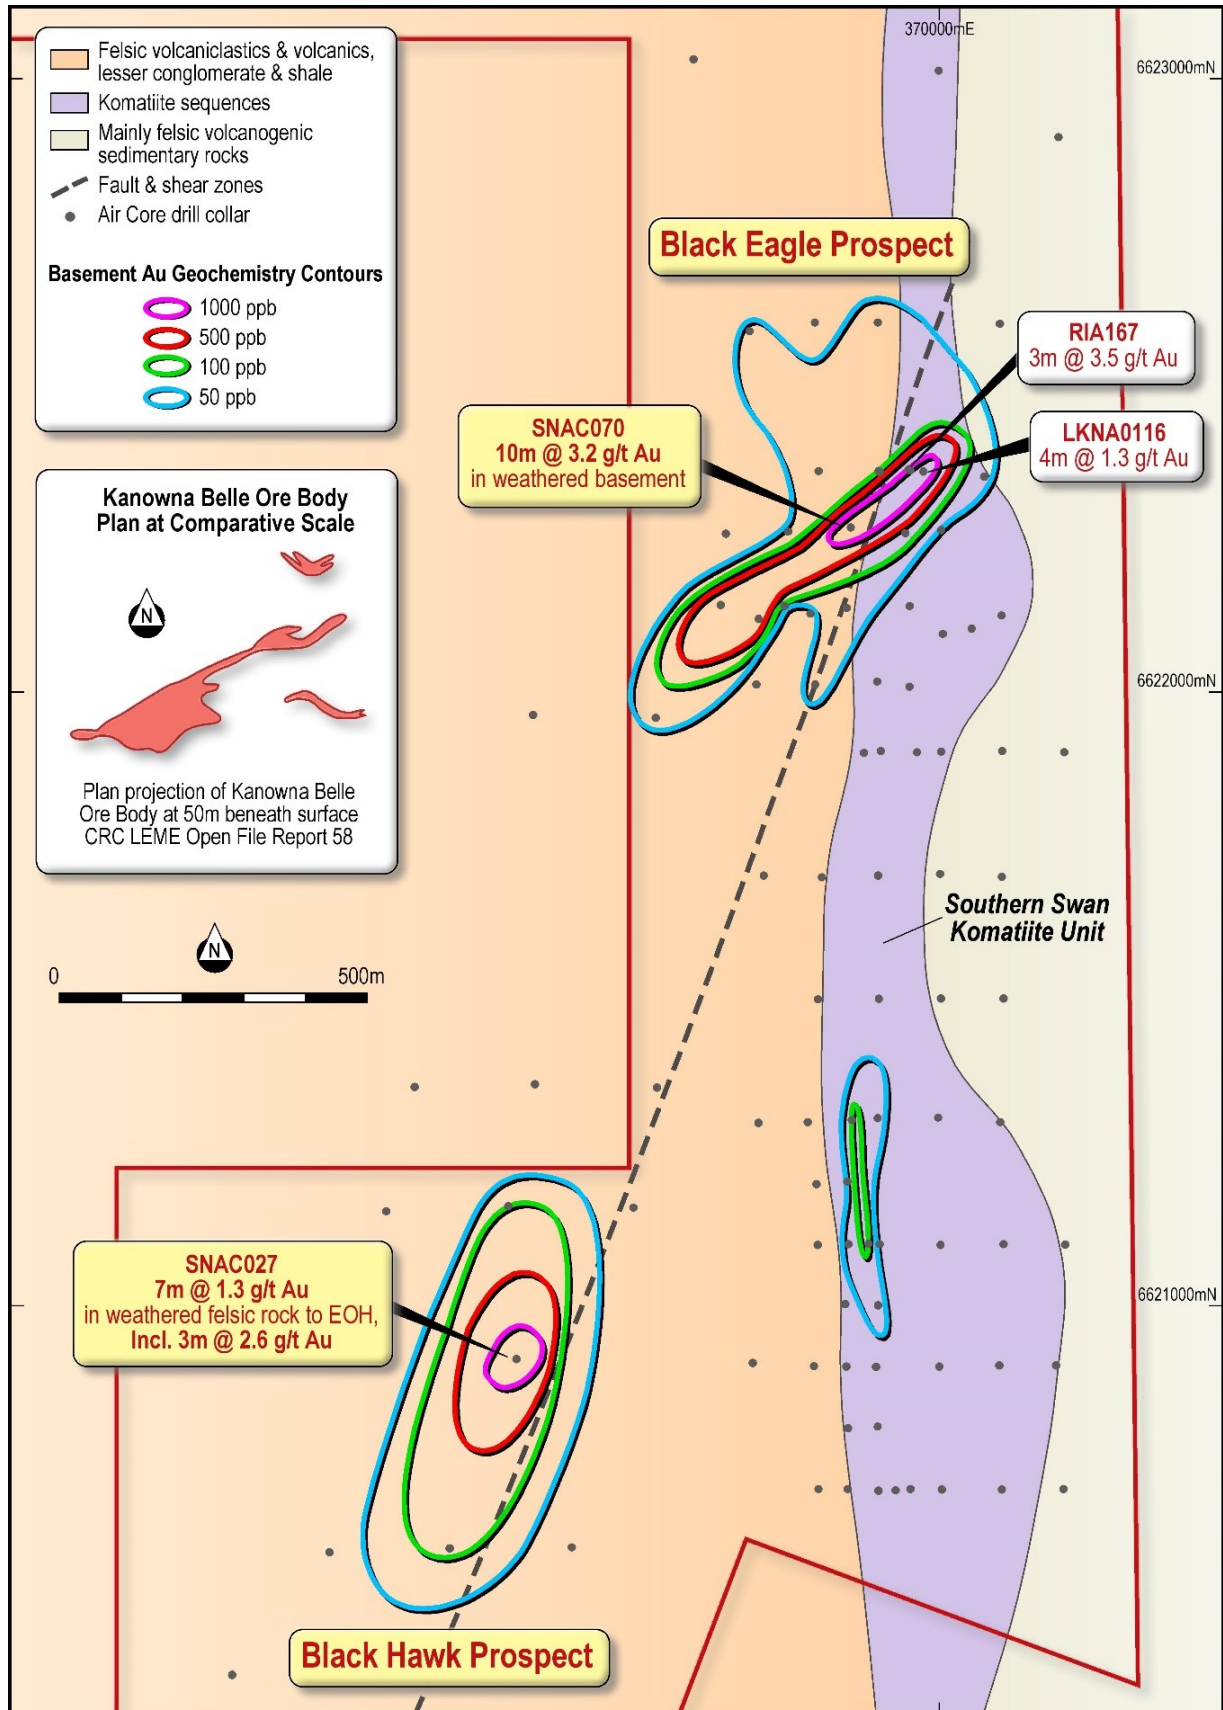 370000mE
6623000mN
Felsic volcaniclastics & volcanics,
lesser conglomerate & shale
Komatiite sequences
Mainly felsic volcanogenic
sedimentary rocks
Fault & shear zones
Air Core drill collar
Basement Au Geochemistry Contours
1000 ppb
500 ppb
100 ppb
50 ppb
Black Eagle Prospect
RIA167
3m @ 3.5 g/t Au
LKNA0116
4m @ 1.3 g/t Au
SNAC070
10m @ 3.2 g/t Au
in weathered basement
Kanowna Belle Ore Body
Plan at Comparative Scale
N
Plan projection of Kanowna Belle
Ore Body at 50m beneath surface
CRC LEME Open File Report 58
6622000mN
Southern Swan
Komatiite Unit
N
0 500m
SNAC027
7m @ 1.3 g/t Au
in weathered felsic rock to EOH,
Incl. 3m @ 2.6 g/t Au
6621000mN
Black Hawk Prospect